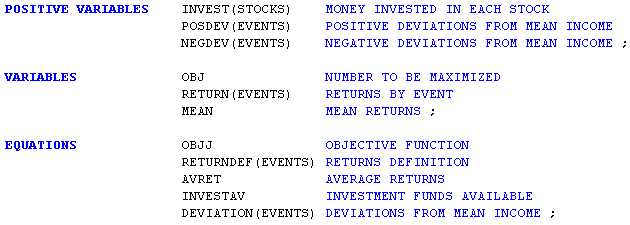 POSITIVE VARIABLES INVEST(STOCKS) MONEY INVESTED IN EACH STOCK
POSDEV(EVENTS) POSITIVE DEVIATIONS FROM MEAN INCOME
NEGDEV(EVENTS) NEGATIVE DEVIATIONS FROM MEAN INCOME ;
VARIABLES OBJ NUMBER TO BE MAXIMIZED
RETURN(EVENTS) RETURNS BY EVENT
MEAN MEAN RETURNS ;
EQUATIONS OBJJ OBJECTIVE FUNCTION
RETURNDEF(EVENTS) RETURNS DEFINITION
AVRET AVERAGE RETURNS
INVESTAV INVESTMENT FUNDS AVAILABLE
DEVIATION(EVENTS) DEVIATIONS FROM MEAN INCOME ;